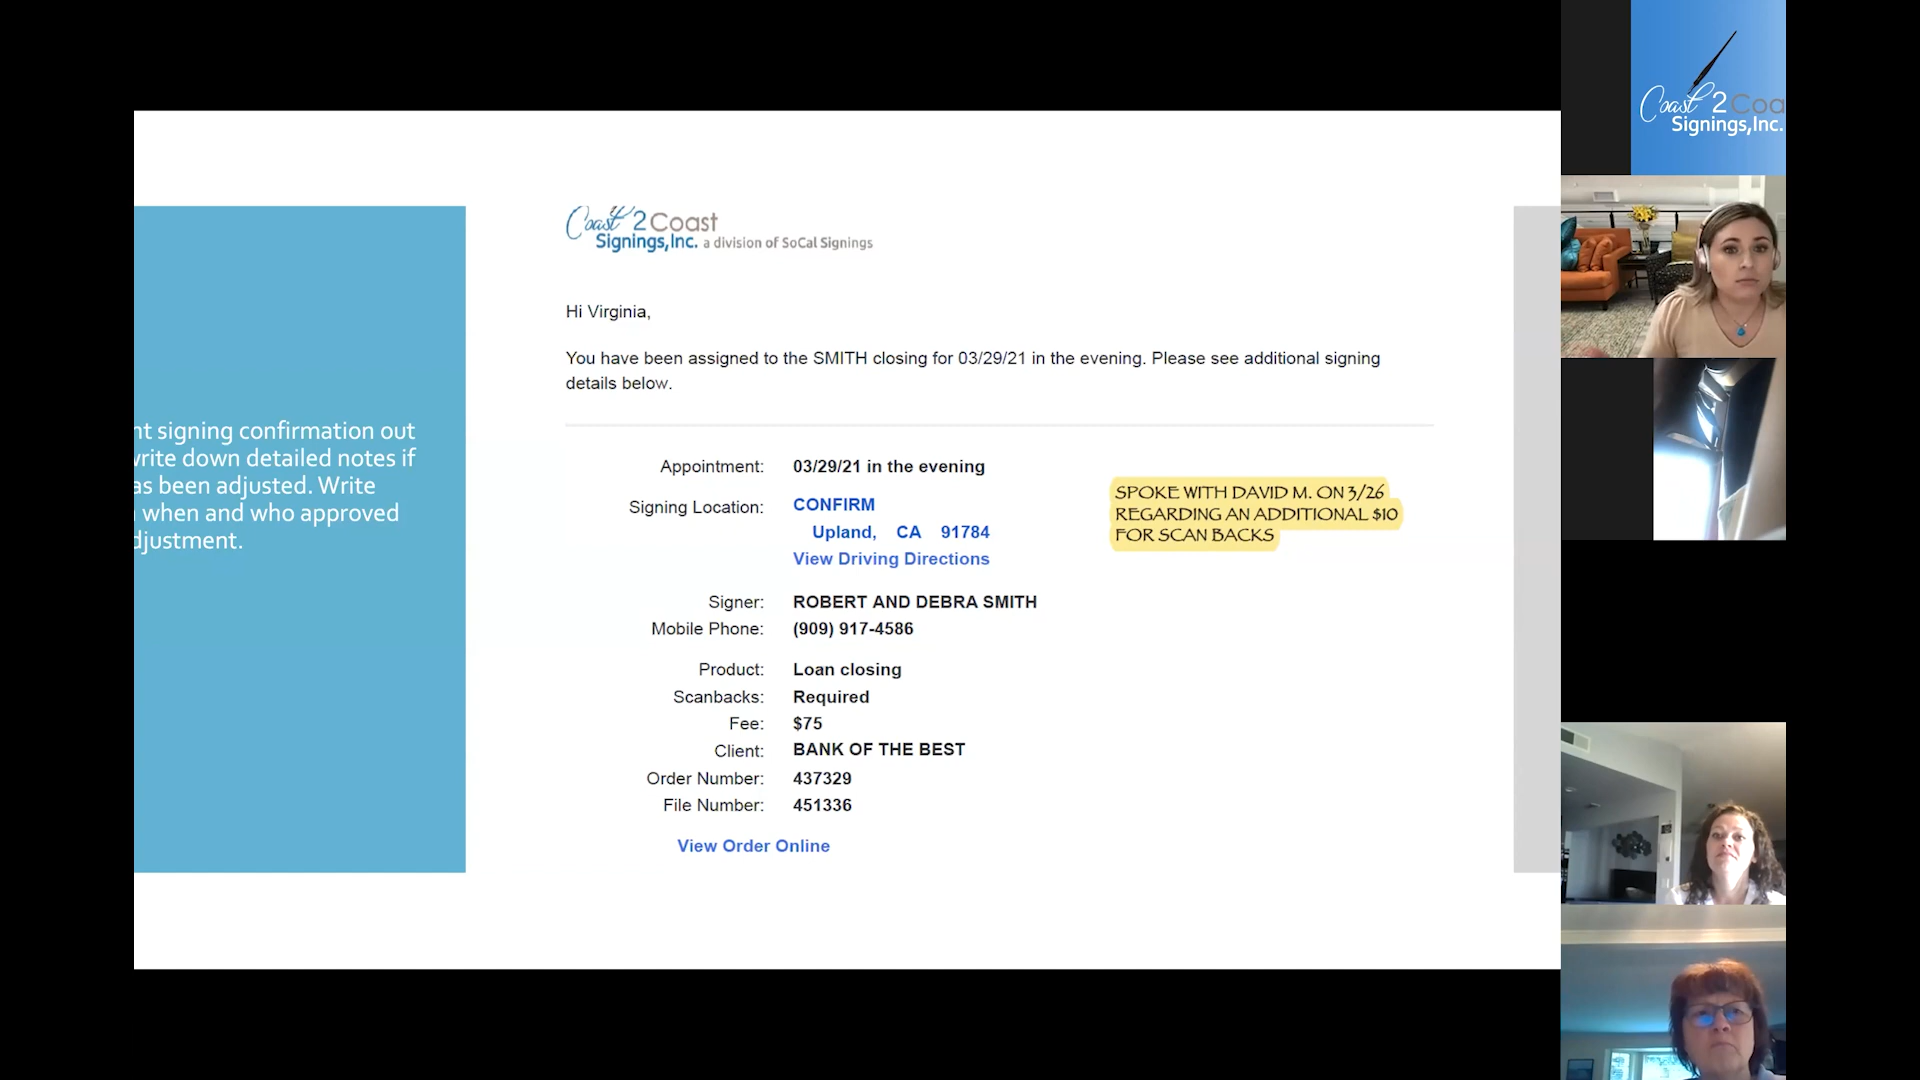 Coast 2 Coa
Signings,Inc.
Coast 2 Coast
Signings,Inc. a division of SoCal Signings
Hi Virginia,
You have been assigned to the SMITH closing for 03/29/21 in the evening. Please see additional signing
details below.
nt signing confirmation out
write down detailed notes if
as been adjusted. Write
when and who approved
djustment.
Appointment: 03/29/21 in the evening
Signing Location: CONFIRM
Upland, CA 91784
View Driving Directions
SPOKE WITH DAVID M. ON 3/26
REGARDING AN ADDITIONAL $10
FOR SCAN BACKS
Signer: ROBERT AND DEBRA SMITH
Mobile Phone: (909) 917-4586
Product: Loan closing
Scanbacks: Required
Fee: $75
Client: BANK OF THE BEST
Order Number: 437329
File Number: 451336
View Order Online